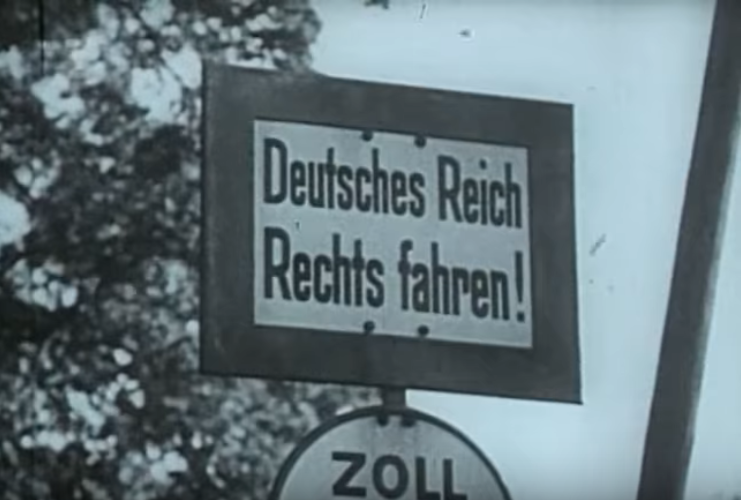 Deutsches Reich
Rechts fahren!
ZOLL